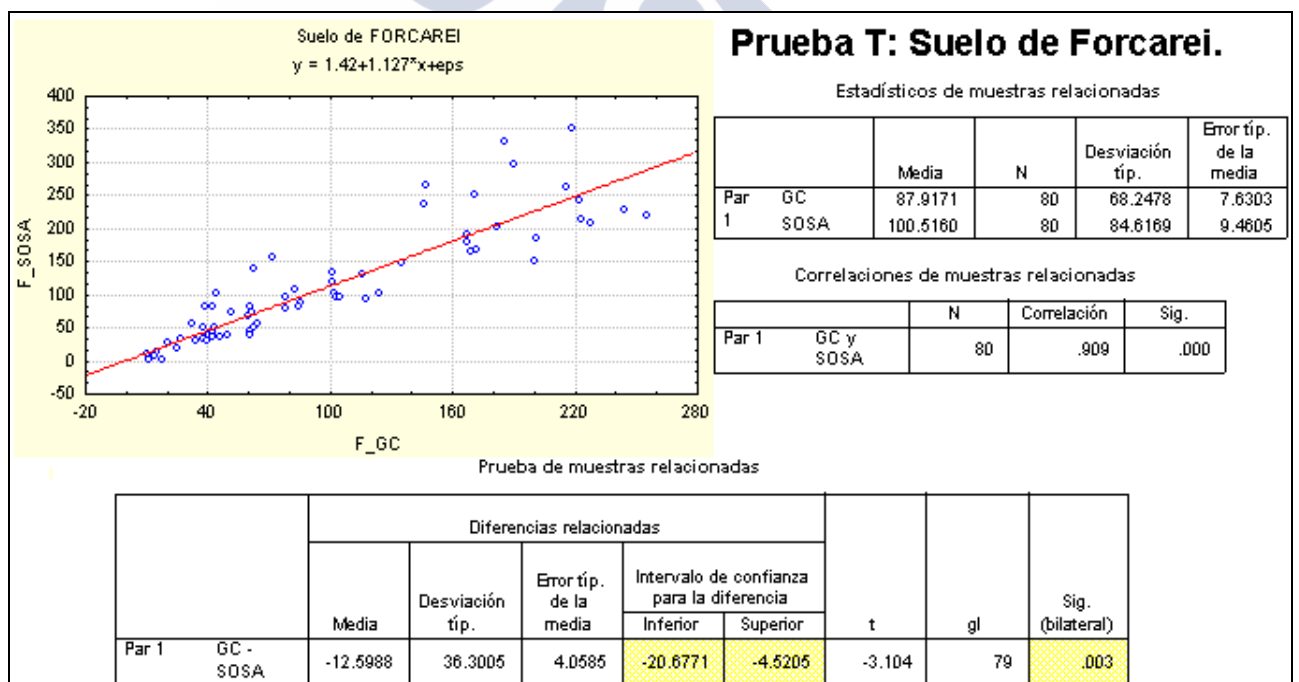 Suelo de FORCAREI
y = 1.42+1.127*x+eps
400
350
300
250
200
150
100
50
0
-50
F_SOSA
-20
40
100
160
220
280
F_GC
Prueba T: Suelo de Forcarei.
Estadísticos de muestras relacionadas
Media N Desviación típ. Error típ. de la media
Par 1 GC 87.9171 80 68.2478 7.6303
SOSA 100.5160 80 84.6169 9.4605
Correlaciones de muestras relacionadas
N Correlación Sig.
Par 1 GC y SOSA 80 .909 .000
Prueba de muestras relacionadas
Diferencias relacionadas
Media Desviación típ. Error típ. de la media Intervalo de confianza para la diferencia
Inferior Superior t gl Sig. (bilateral)
Par 1 GC - SOSA -12.5988 36.3005 4.0585 -20.6771 -4.5205 -3.104 79 .003